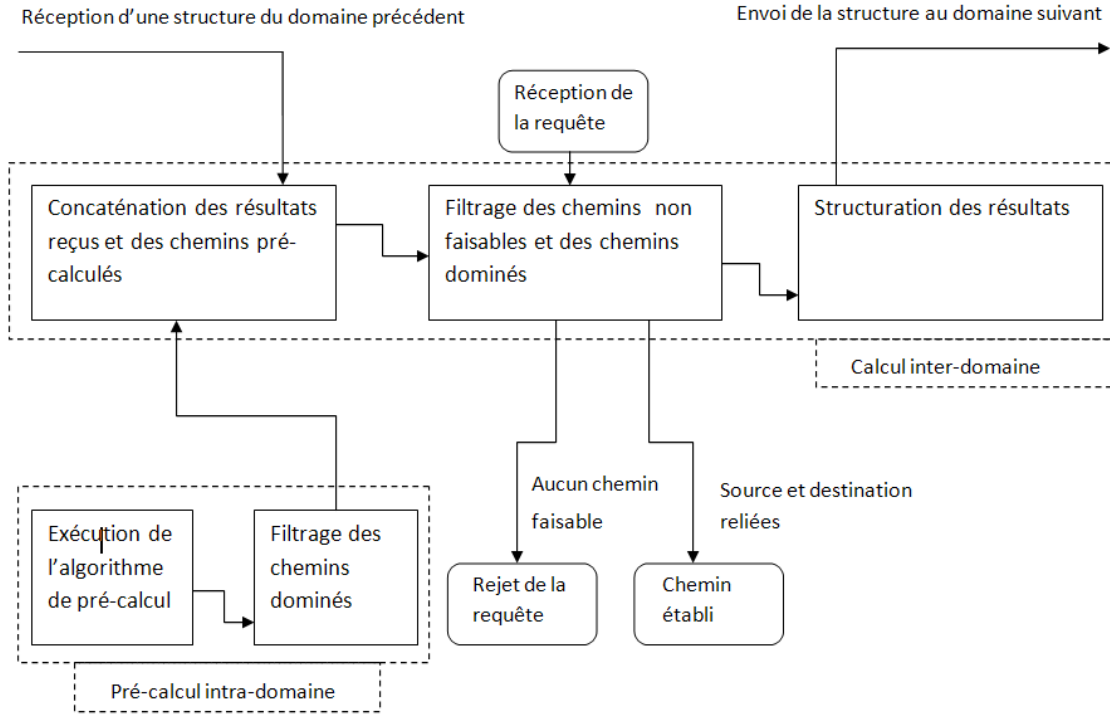 Réception d’une structure du domaine précédent
Envoi de la structure au domaine suivant
Réception de
la requête
Concaténation des résultats
reçus et des chemins pré-
calculés
Filtrage des chemins non
faisables et des chemins
dominés
Structuration des résultats
Calcul inter-domaine
Aucun chemin
faisable
Source et destination
reliées
Exécution de
l’algorithme
de pré-calcul
Filtrage des
chemins
dominés
Rejet de la
requête
Chemin
établi
Pré-calcul intra-domaine